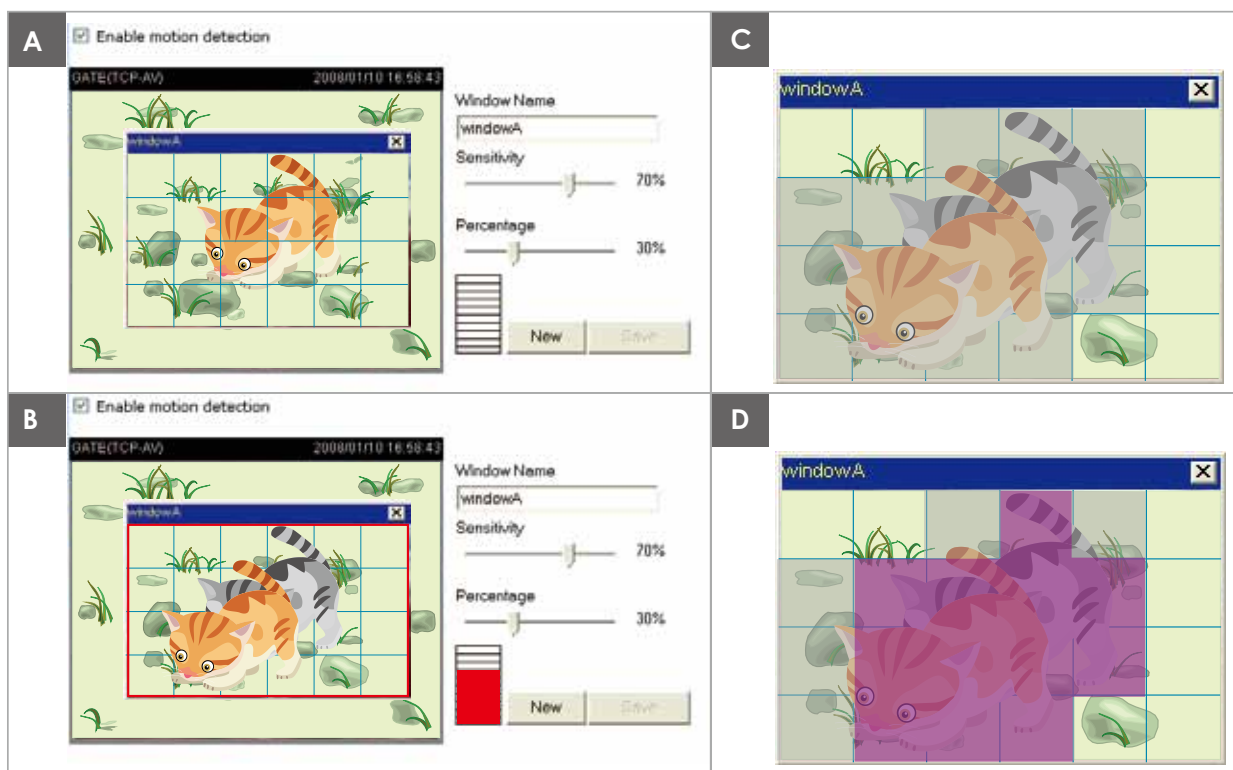 A
Enable motion detection
GATE(TCP-AV) 2008/01/10 16:58:43
windowA
Window Name
windowA
Sensitivity
70%
Percentage
30%
New Save
B
Enable motion detection
GATE(TCP-AV) 2008/01/10 16:58:43
windowA
Window Name
windowA
Sensitivity
70%
Percentage
30%
New Save
C
windowA
D
windowA